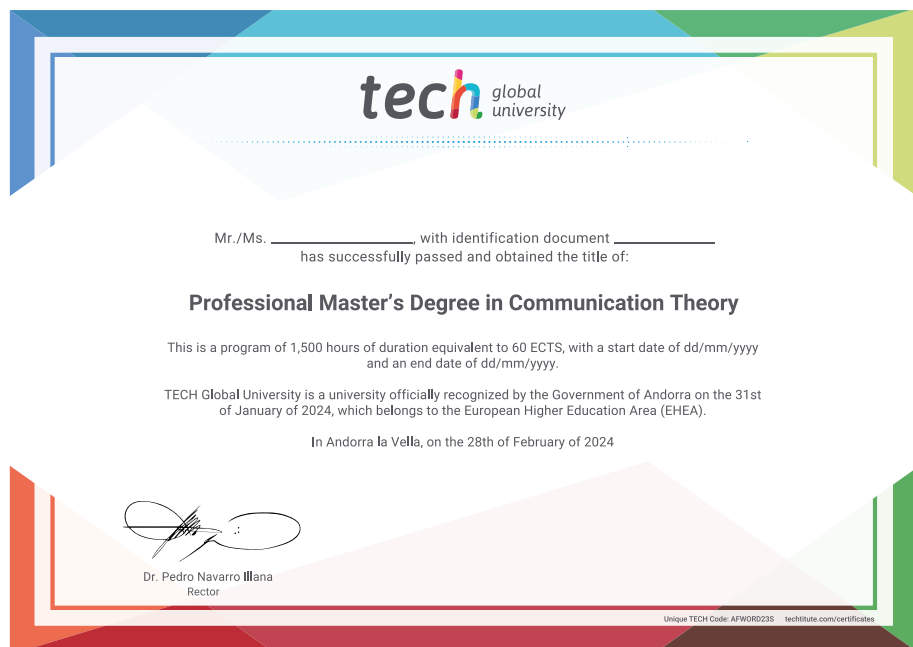 tech global
university
Mr./Ms. ____________, with identification document ____________
has successfully passed and obtained the title of:
Professional Master’s Degree in Communication Theory
This is a program of 1,500 hours of duration equivalent to 60 ECTS, with a start date of dd/mm/yyyy
and an end date of dd/mm/yyyy.
TECH Global University is a university officially recognized by the Government of Andorra on the 31st
of January of 2024, which belongs to the European Higher Education Area (EHEA).
In Andorra la Vella, on the 28th of February of 2024
Dr. Pedro Navarro Illana
Rector
Unique TECH Code: AFWORD23S techtitute.com/certificates